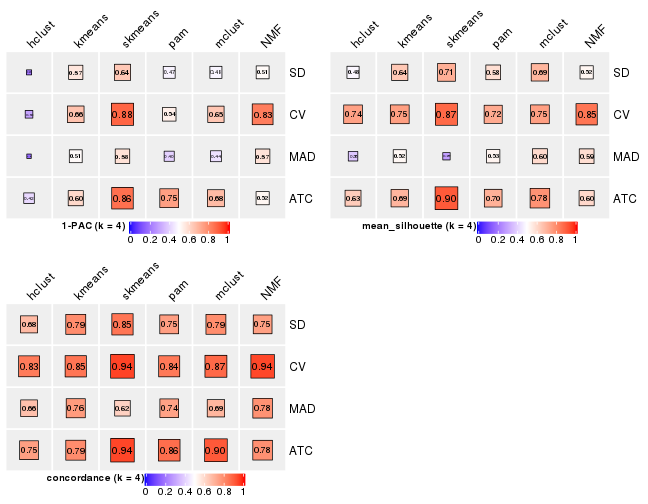 hclust kmeans skmeans pam mclust NMF
0.57 0.64 0.47 0.48 0.51 SD
0.66 0.88 0.54 0.65 0.83 CV
0.51 0.58 0.44 0.57 MAD
0.60 0.86 0.75 0.68 0.52 ATC
1-PAC (k = 4)
0 0.2 0.4 0.6 0.8 1
hclust kmeans skmeans pam mclust NMF
0.48 0.64 0.71 0.58 0.69 0.52 SD
0.74 0.75 0.87 0.72 0.75 0.85 CV
0.52 0.53 0.60 0.59 MAD
0.63 0.69 0.90 0.70 0.78 0.60 ATC
mean_silhouette (k = 4)
0 0.2 0.4 0.6 0.8 1
hclust kmeans skmeans pam mclust NMF
0.68 0.79 0.85 0.75 0.79 0.75 SD
0.83 0.85 0.94 0.84 0.87 0.94 CV
0.66 0.76 0.62 0.74 0.69 0.78 MAD
0.75 0.79 0.94 0.86 0.90 0.78 ATC
concordance (k = 4)
0 0.2 0.4 0.6 0.8 1